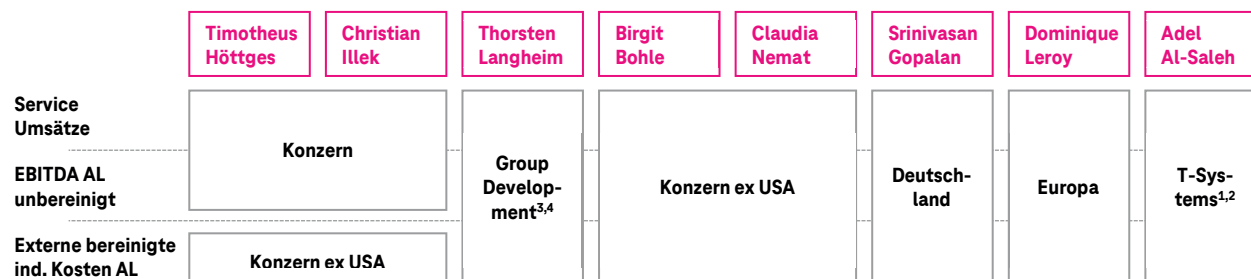 Timotheus
Höttges
Christian
Illek
Thorsten
Langheim
Birgit
Bohle
Claudia
Nemat
Srinivasan
Gopalan
Dominique
Leroy
Adel
Al-Saleh
Service
Umsätze
EBITDA AL
unbereinigt
Externe bereinigte
ind. Kosten AL
Konzern
Konzern ex USA
Group
Develop-
ment3,4
Konzern ex USA
Deutsch-
land
Europa
T-Sys-
tems1,2